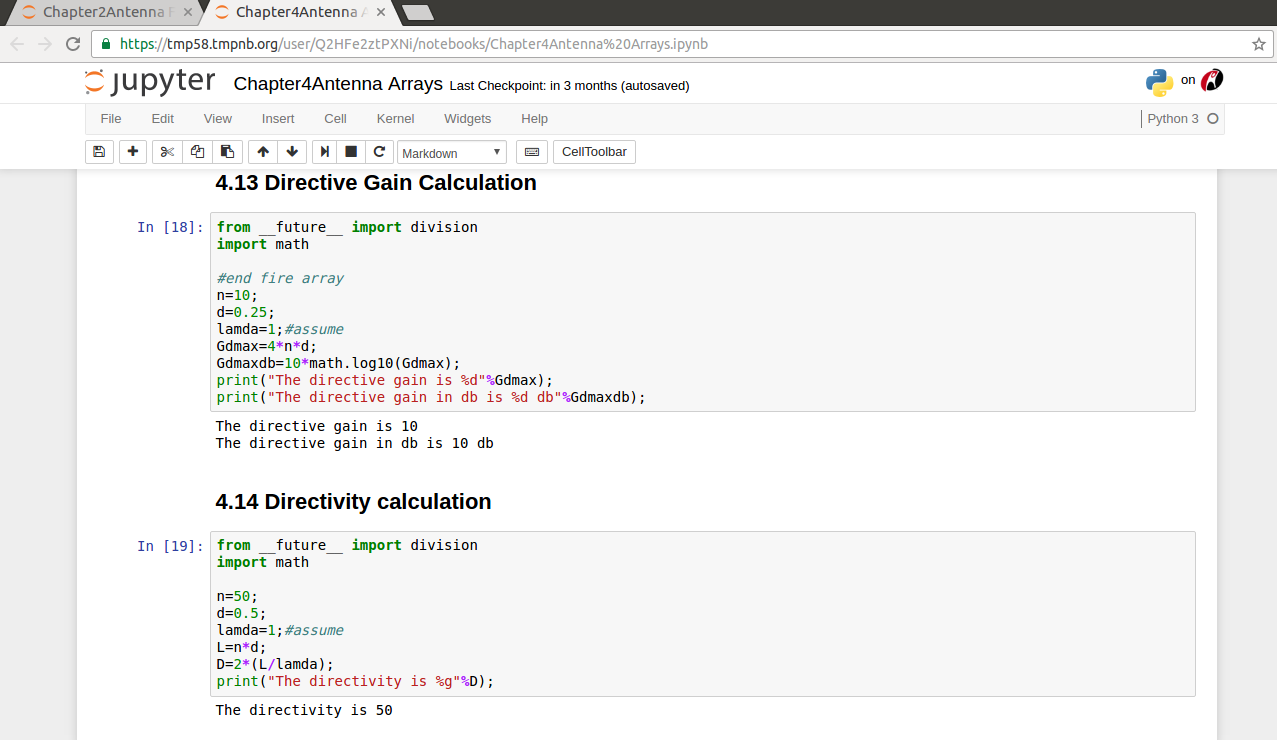 Chapter2Antenna F
Chapter4Antenna A
https://tmp58.tmpnb.org/user/Q2HFe2ztPXNi/notebooks/Chapter4Antenna%20Arrays.ipynb
jupyter Chapter4Antenna Arrays Last Checkpoint: in 3 months (autosaved)
on
File Edit View Insert Cell Kernel Widgets Help
Python 3
Markdown
CellToolbar
4.13 Directive Gain Calculation
In [18]:
from __future__ import division
import math
#end fire array
n=10;
d=0.25;
lamda=1;#assume
Gdmax=4*n*d;
Gdmaxdb=10*math.log10(Gdmax);
print("The directive gain is %d"%Gdmax);
print("The directive gain in db is %d db"%Gdmaxdb);
The directive gain is 10
The directive gain in db is 10 db
4.14 Directivity calculation
In [19]:
from __future__ import division
import math
n=50;
d=0.5;
lamda=1;#assume
L=n*d;
D=2*(L/lamda);
print("The directivity is %g"%D);
The directivity is 50